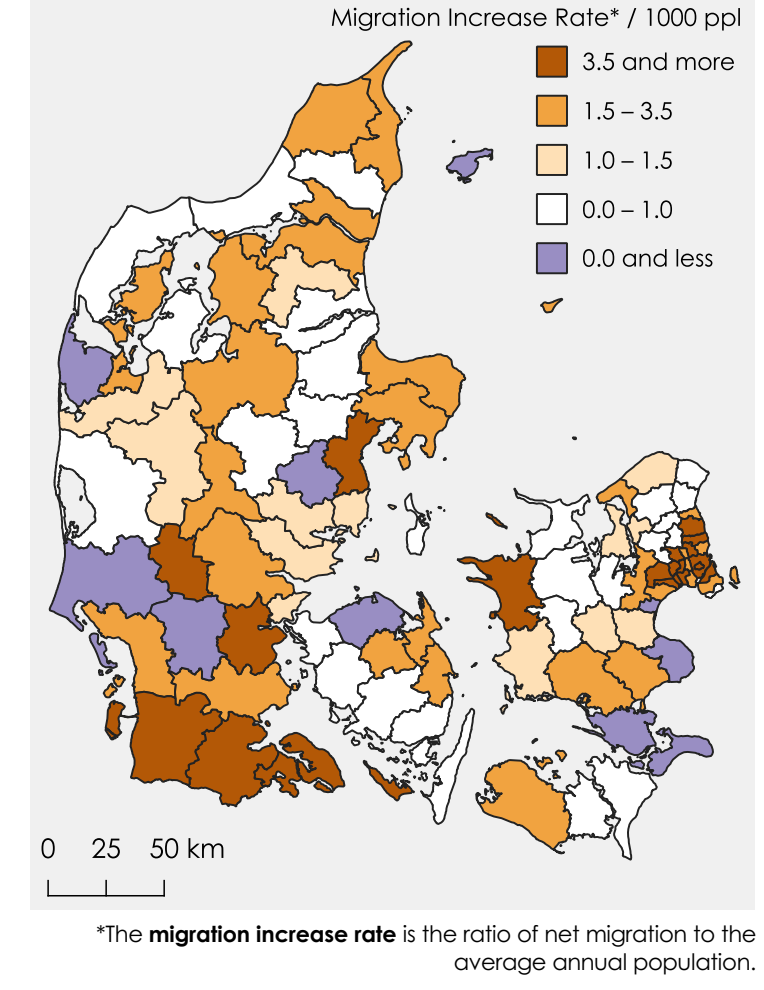 Migration Increase Rate* / 1000 ppl
3.5 and more
1.5 – 3.5
1.0 – 1.5
0.0 – 1.0
0.0 and less
0 25 50 km
*The migration increase rate is the ratio of net migration to the
average annual population.